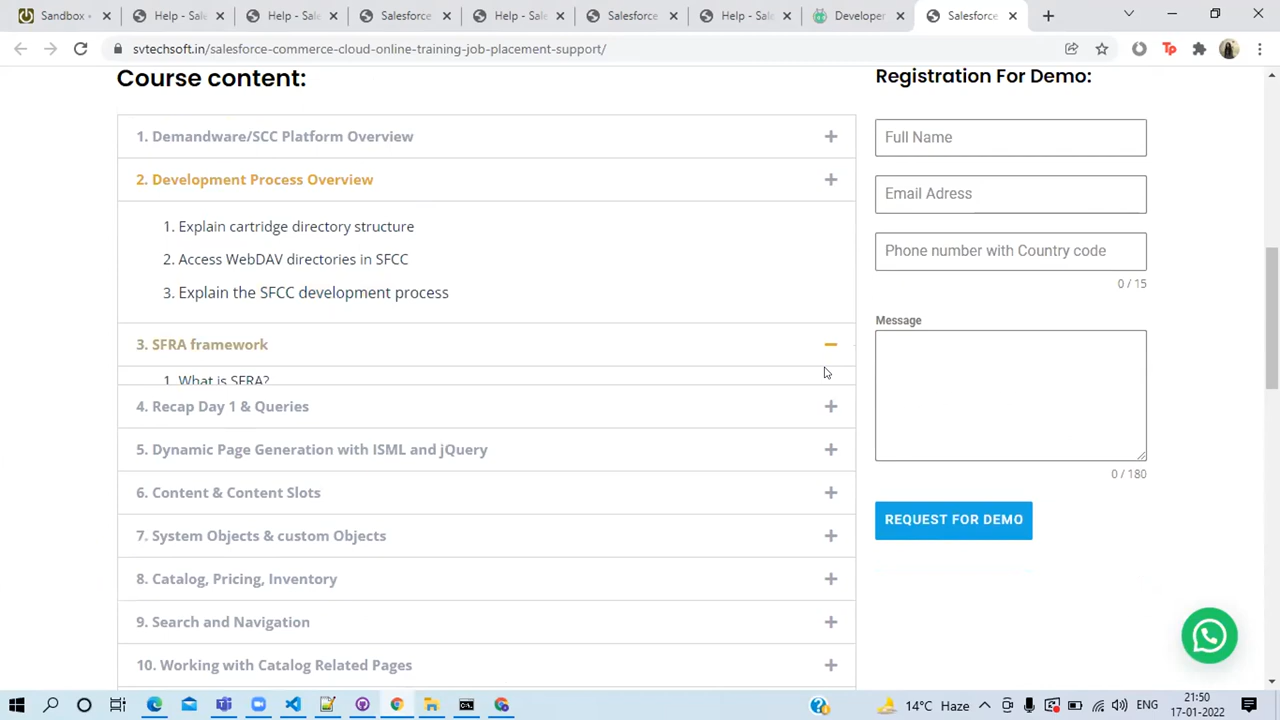 Sandbox
Help - Sale
Help - Sale
Salesforce
Help - Sale
Salesforce
Help - Sale
Developer
Salesforce
svtechsoft.in/salesforce-commerce-cloud-online-training-job-placement-support/
Course content:
1. Demandware/SCC Platform Overview
2. Development Process Overview
1. Explain cartridge directory structure
2. Access WebDAV directories in SFCC
3. Explain the SFCC development process
3. SFRA framework
1. What is SFRA?
4. Recap Day 1 & Queries
5. Dynamic Page Generation with ISML and jQuery
6. Content & Content Slots
7. System Objects & custom Objects
8. Catalog, Pricing, Inventory
9. Search and Navigation
10. Working with Catalog Related Pages
Registration For Demo:
Full Name
Email Adress
Phone number with Country code
0 / 15
Message
0 / 180
REQUEST FOR DEMO
14°C Haze
ENG
21:50
17-01-2022